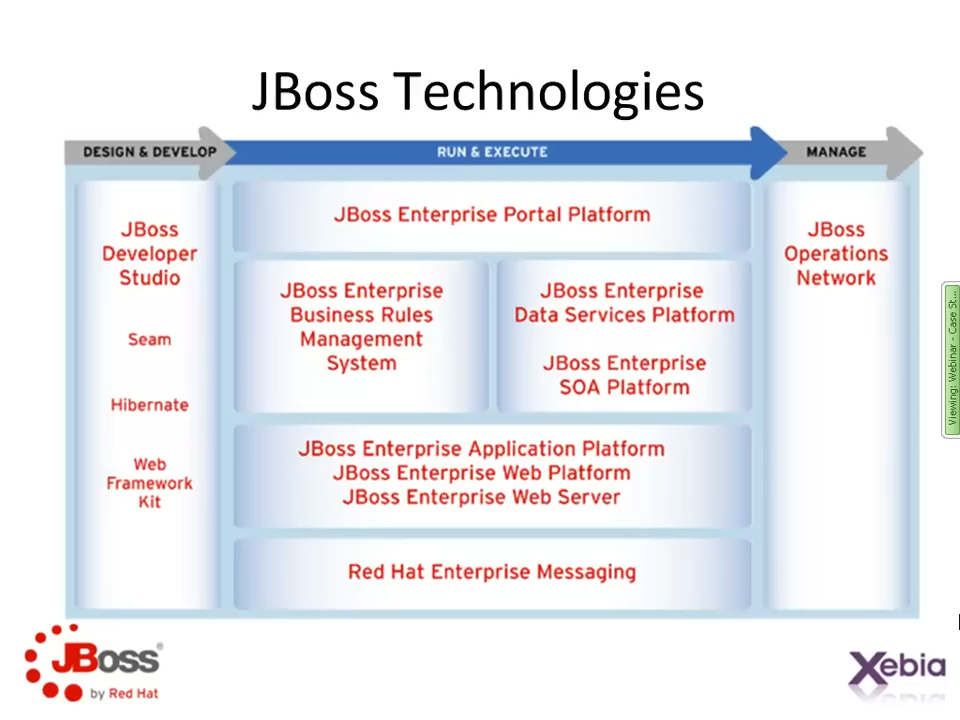 JBoss Technologies
DESIGN & DEVELOP
RUN & EXECUTE
MANAGE
JBoss
Developer
Studio
Seam
Hibernate
Web
Framework
Kit
JBoss Enterprise Portal Platform
JBoss Enterprise
Business Rules
Management
System
JBoss Enterprise
Data Services Platform
JBoss Enterprise
SOA Platform
JBoss Enterprise Application Platform
JBoss Enterprise Web Platform
JBoss Enterprise Web Server
Red Hat Enterprise Messaging
JBoss
Operations
Network
Viewing: Webinar - Case St...
JBoss®
by Red Hat
Xebia